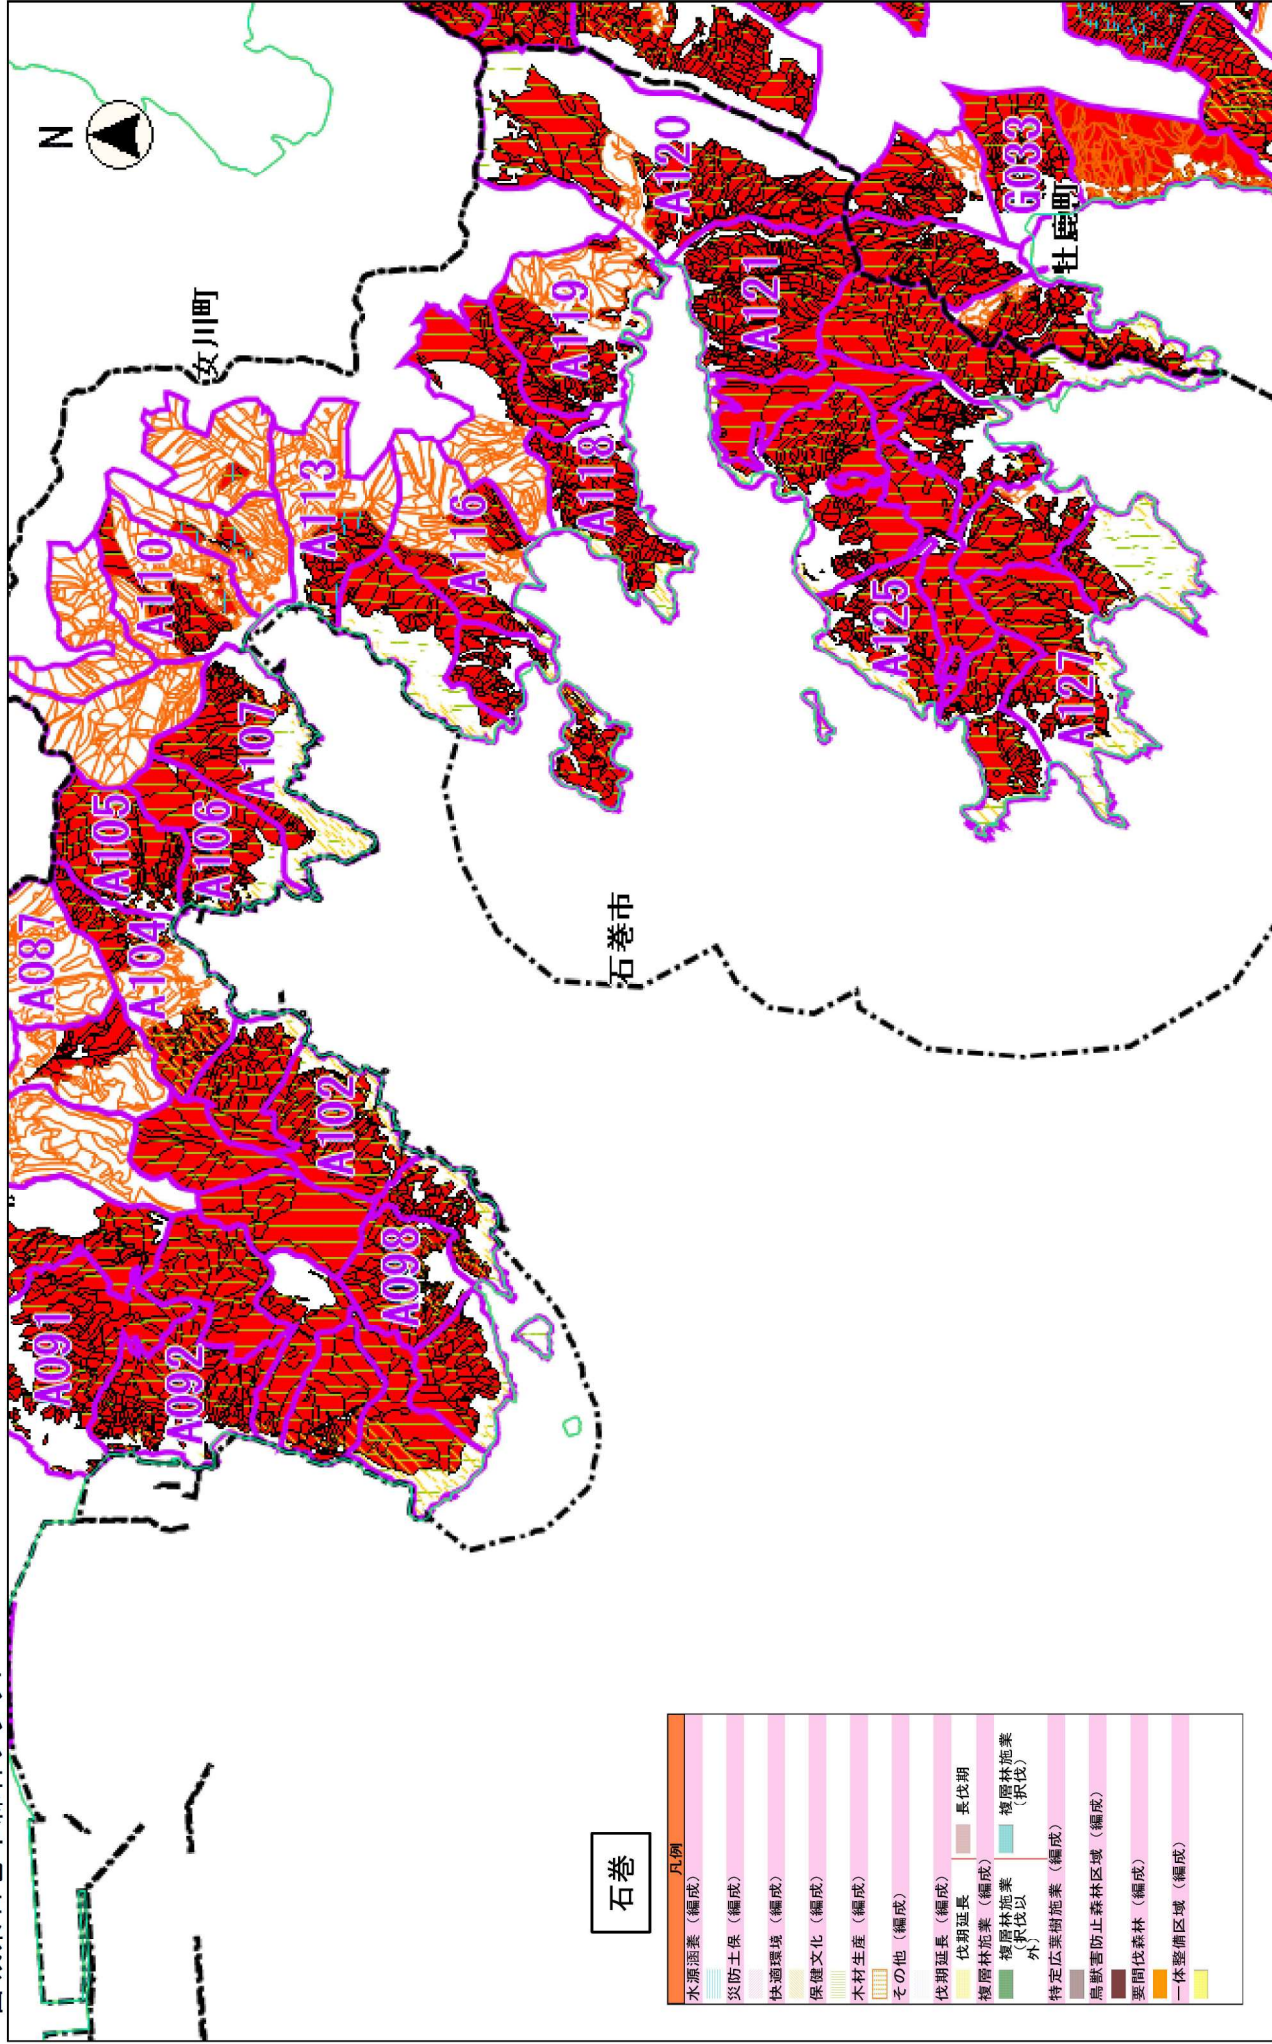 N
女川町
A087
A091
A092
A098
A102
A104
A105
A106
A107
A110
A113
A116
A118
A119
A120
A121
A125
A127
G033
牡鹿町
石巻市
石巻
凡例
水源涵養（編成）
災防土保（編成）
快適環境（編成）
保健文化（編成）
木材生産（編成）
その他（編成）
伐期延長（編成）
伐期延長
長伐期
複層林施業（編成）
複層林施業
（択伐以
外）
複層林施業
（択伐）
特定広葉樹施業（編成）
鳥獣害防止森林区域（編成）
要間伐森林（編成）
一体整備区域（編成）